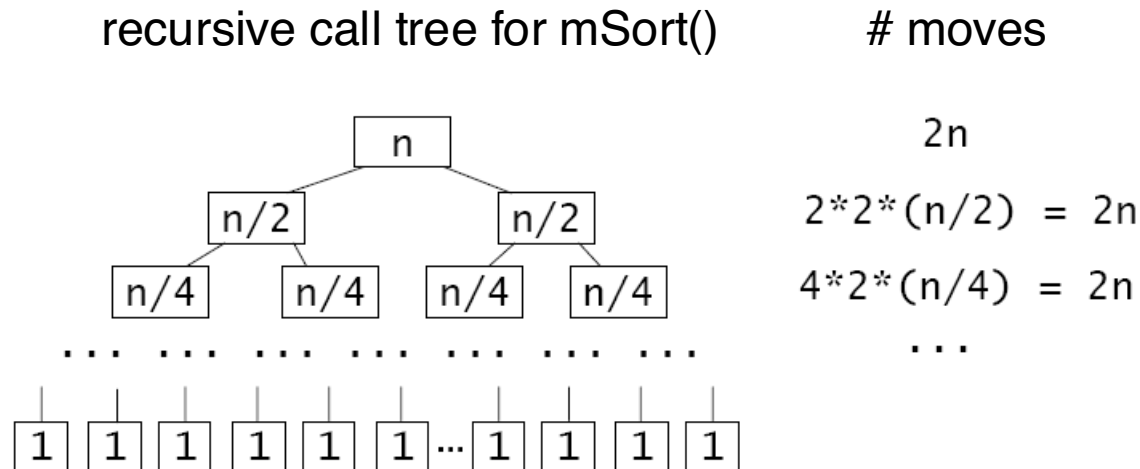 recursive call tree for mSort() # moves
n 2n
n/2 n/2 2*2*(n/2) = 2n
n/4 n/4 n/4 n/4 4*2*(n/4) = 2n
... ... ... ... ... ... ... ...
1 1 1 1 1 1 ... 1 1 1 1